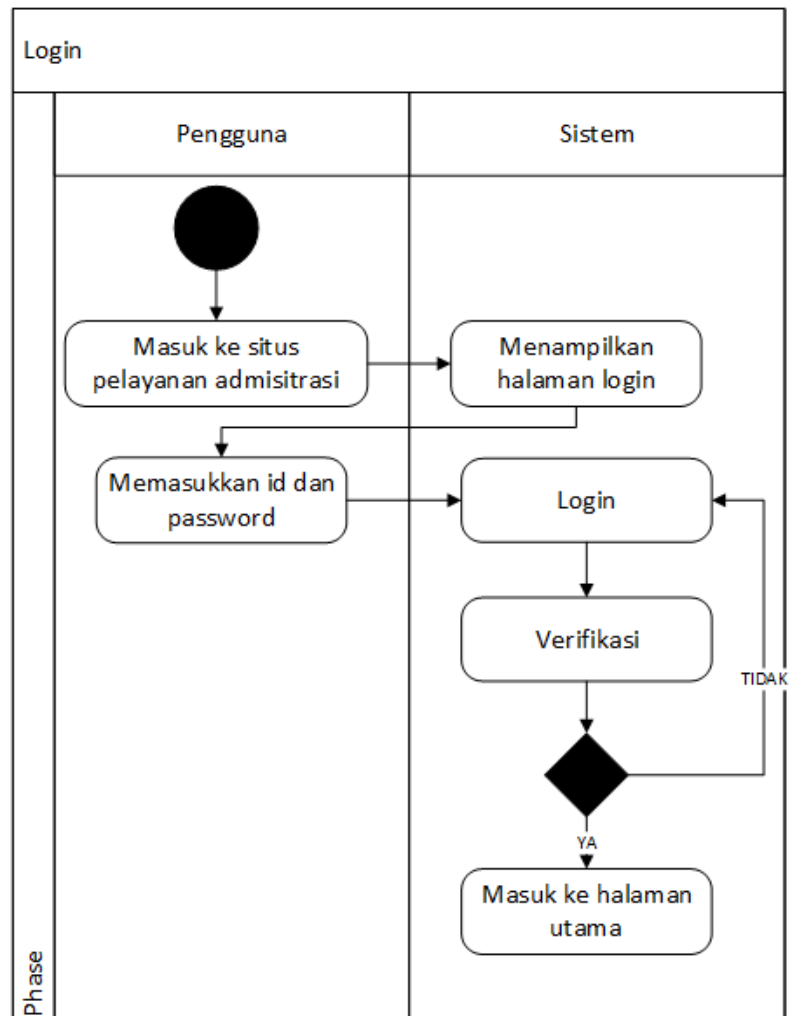 Login
Pengguna
Sistem
Masuk ke situs
pelayanan admisitrasi
Menampilkan
halaman login
Memasukkan id dan
password
Login
Verifikasi
TIDAK
YA
Masuk ke halaman
utama
Phase